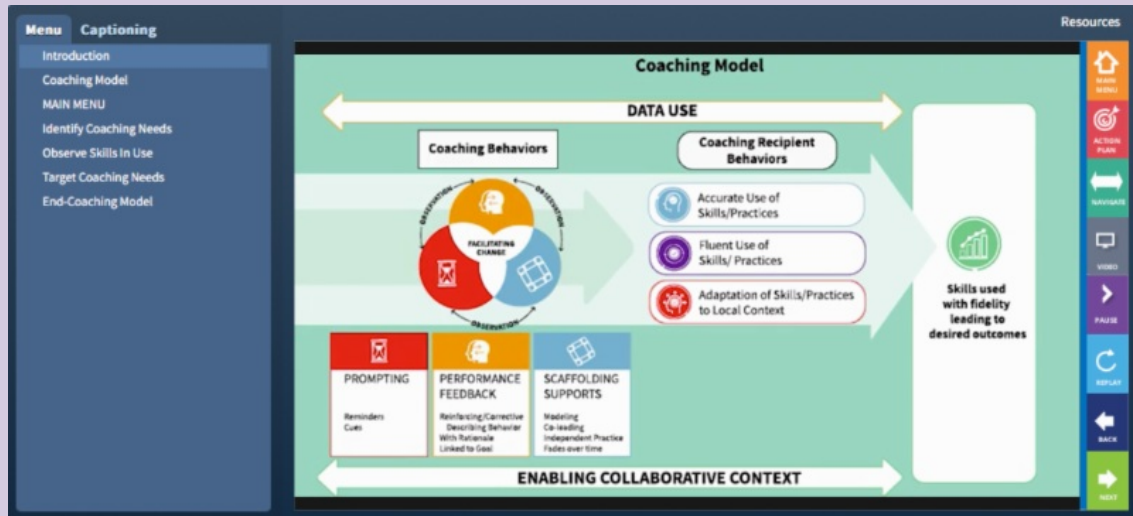 Menu Captioning
Introduction
Coaching Model
MAIN MENU
Identify Coaching Needs
Observe Skills In Use
Target Coaching Needs
End-Coaching Model
Resources
Coaching Model
DATA USE
Coaching Behaviors
OBSERVATION
OBSERVATION
FACILITATING
CHANGE
OBSERVATION
Coaching Recipient
Behaviors
Accurate Use of
Skills/Practices
Fluent Use of
Skills/ Practices
Adaptation of Skills/Practices
to Local Context
Skills used
with fidelity
leading to
desired outcomes
PROMPTING
Reminders
Cues
PERFORMANCE
FEEDBACK
Reinforcing/Corrective
Describing Behavior
With Rationale
Linked to Goal
SCAFFOLDING
SUPPORTS
Modeling
Co-leading
Independent Practice
Fades over time
ENABLING COLLABORATIVE CONTEXT
MAIN
MENU
ACTION
PLAN
NAVIGATE
VIDEO
PAUSE
REPLAY
BACK
NEXT